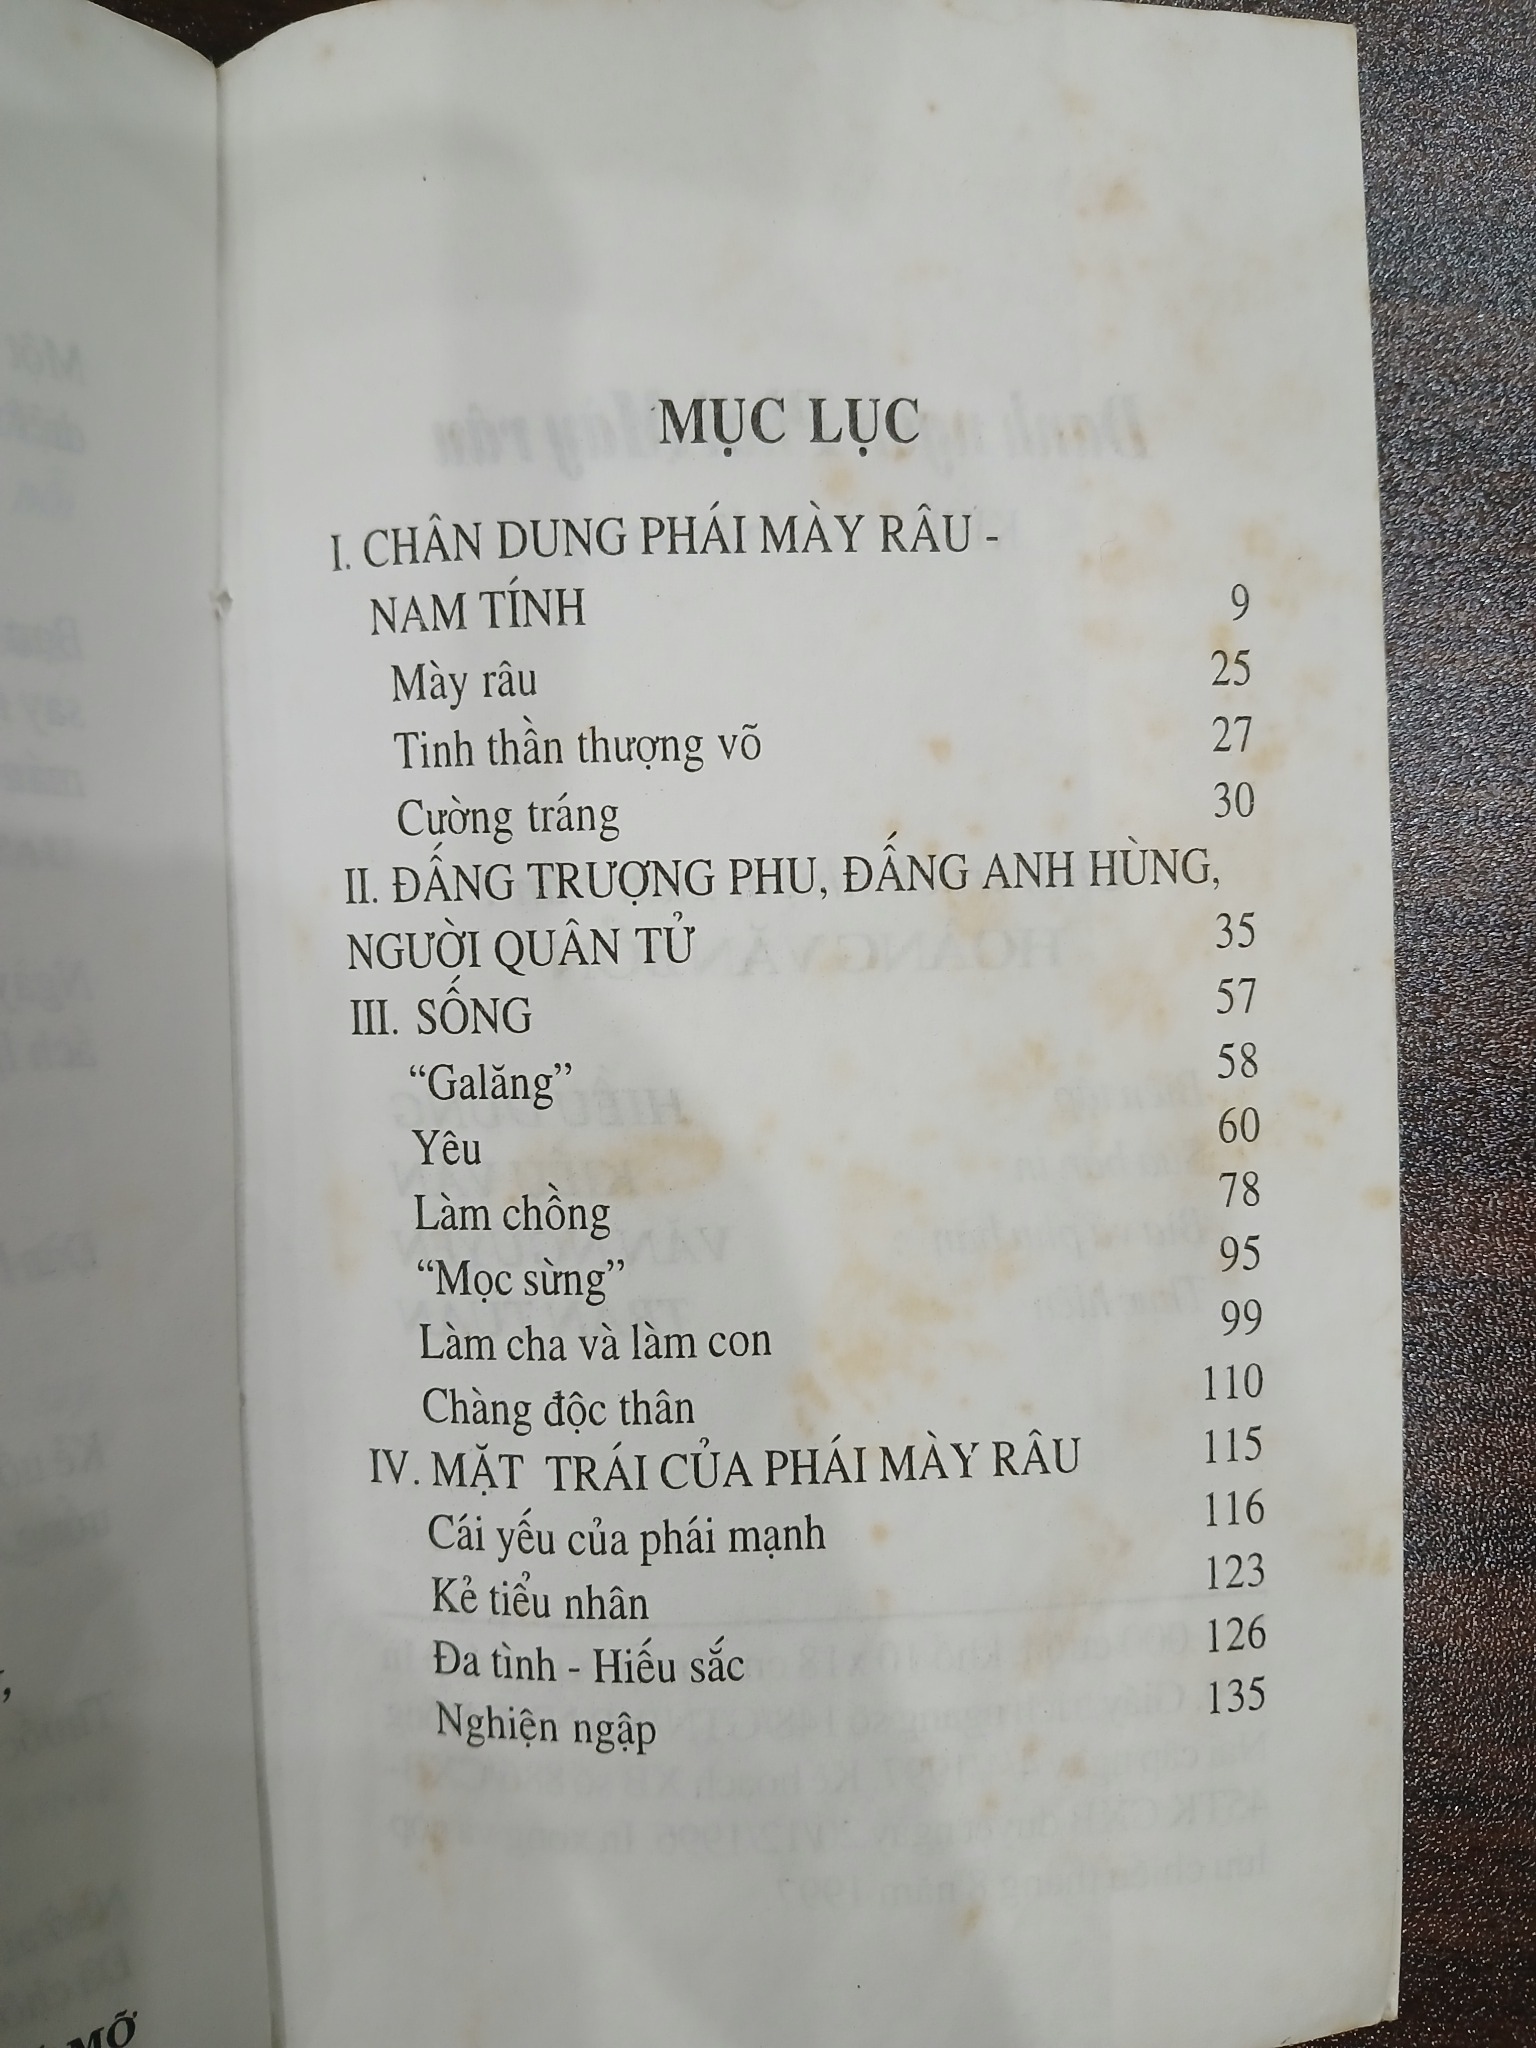 MỤC LỤC
I. CHÂN DUNG PHÁI MÀY RÂU -
NAM TÍNH 9
Mày râu 25
Tinh thần thượng võ 27
Cường tráng 30
II. ĐẤNG TRƯỢNG PHU, ĐẤNG ANH HÙNG,
NGƯỜI QUÂN TỬ 35
III. SỐNG 57
“Galăng” 58
Yêu 60
Làm chồng 78
“Mọc sừng” 95
Làm cha và làm con 99
Chàng độc thân 110
IV. MẶT TRÁI CỦA PHÁI MÀY RÂU 115
Cái yếu của phái mạnh 116
Kẻ tiểu nhân 123
Đa tình - Hiếu sắc 126
Nghiện ngập 135
MỠ